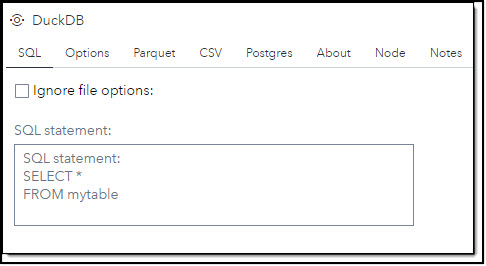 DuckDB
SQL Options Parquet CSV Postgres About Node Notes
Ignore file options:
SQL statement:
SQL statement:
SELECT *
FROM mytable